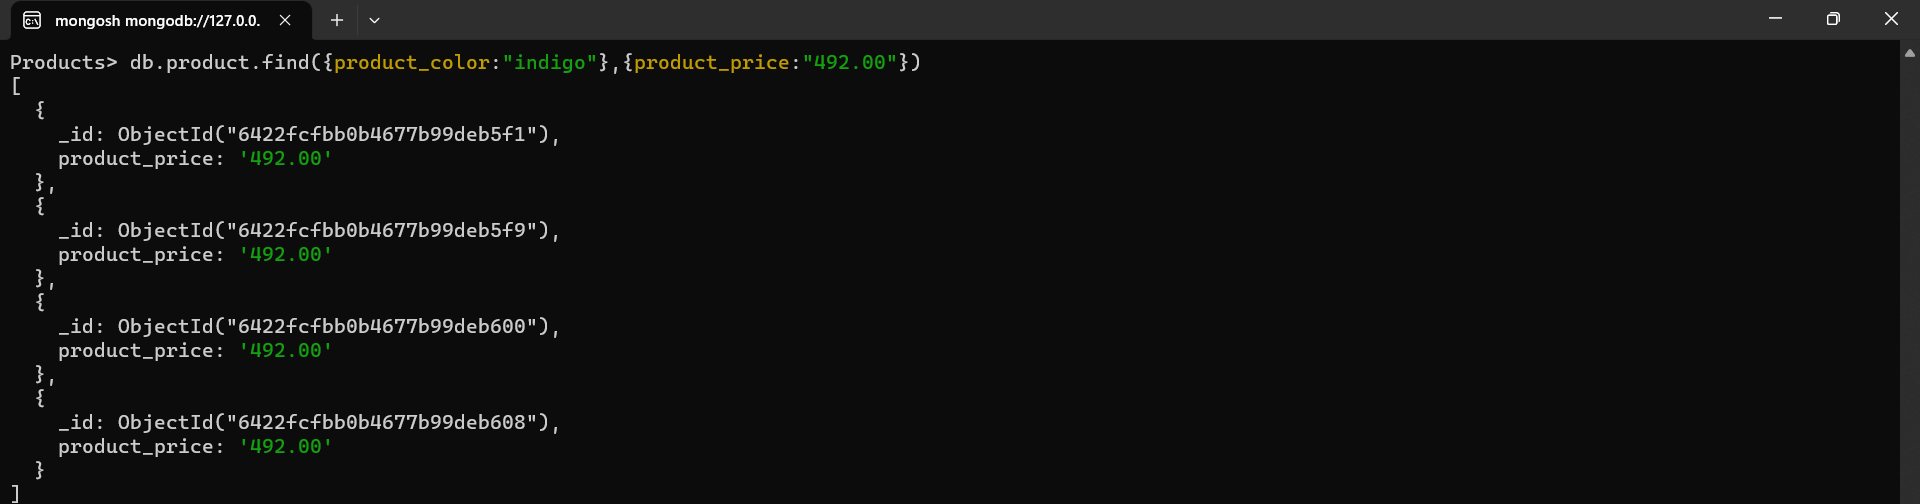 mongosh mongodb://127.0.0.
Products> db.product.find({product_color:"indigo"},{product_price:"492.00"})
[
  {
    _id: ObjectId("6422fcfbb0b4677b99deb5f1"),
    product_price: '492.00'
  },
  {
    _id: ObjectId("6422fcfbb0b4677b99deb5f9"),
    product_price: '492.00'
  },
  {
    _id: ObjectId("6422fcfbb0b4677b99deb600"),
    product_price: '492.00'
  },
  {
    _id: ObjectId("6422fcfbb0b4677b99deb608"),
    product_price: '492.00'
  }
]